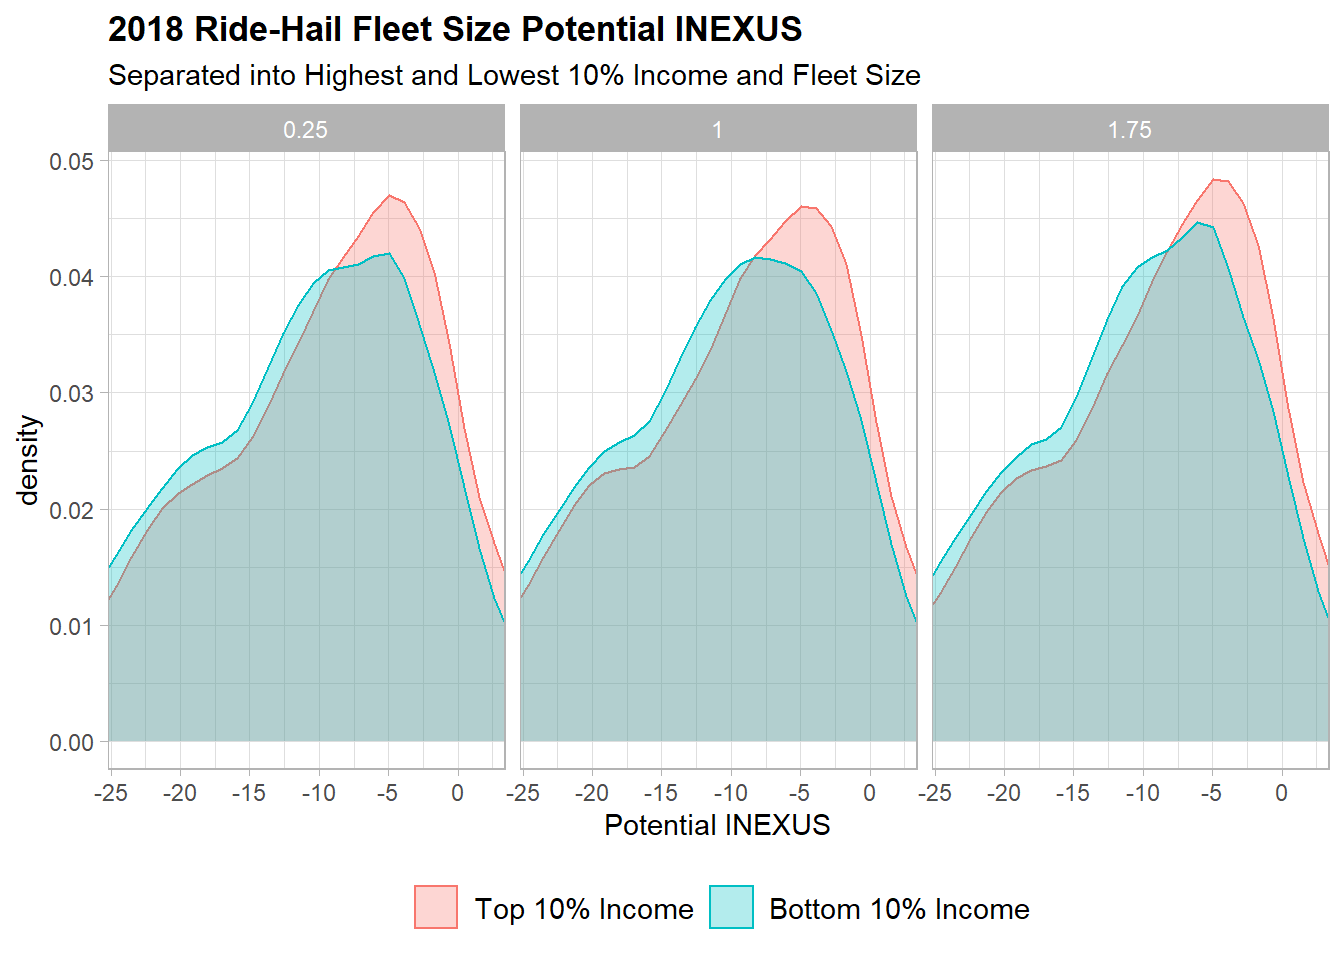 2018 Ride-Hail Fleet Size Potential INEXUS
Separated into Highest and Lowest 10% Income and Fleet Size
0.25 1 1.75
0.05
0.04
0.03
0.02
0.01
0.00
density
-25 -20 -15 -10 -5 0 -25 -20 -15 -10 -5 0 -25 -20 -15 -10 -5 0
Potential INEXUS
Top 10% Income Bottom 10% Income